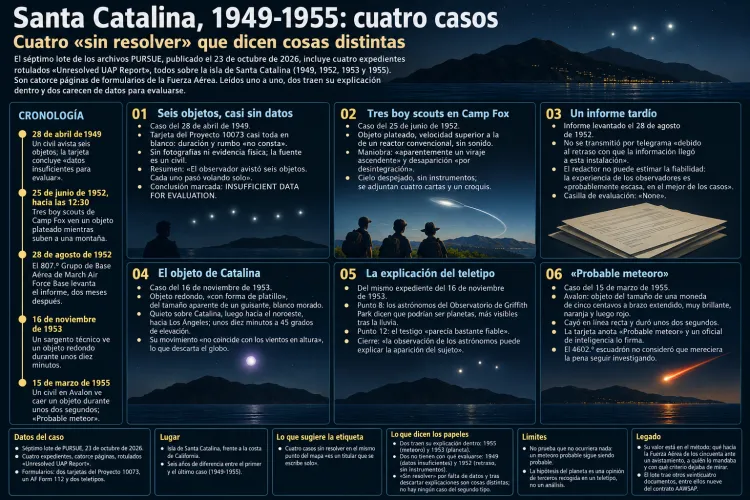 Santa Catalina, 1949-1955: cuatro casos
Cuatro «sin resolver» que dicen cosas distintas
El séptimo lote de los archivos PURSUE, publicado el 23 de octubre de 2026, incluye cuatro expedientes
rotulados «Unresolved UAP Report», todos sobre la isla de Santa Catalina (1949, 1952, 1953 y 1955).
Son catorce páginas de formularios de la Fuerza Aérea. Leídos uno a uno, dos traen su explicación
dentro y dos carecen de datos para evaluarse.
CRONOLOGÍA
28 de abril de 1949
Un civil avista seis
objetos; la tarjeta
concluye «datos
insuficientes para
evaluar».
25 de junio de 1952,
hacia las 12:30
Tres boy scouts en
Camp Fox ven un objeto
plateado mientras
suben a una montaña.
28 de agosto de 1952
El 807.º Grupo de Base
Aérea de March Air
Force Base levanta
el informe, dos meses
después.
16 de noviembre
de 1953
Un sargento técnico ve
un objeto redondo
durante unos diez
minutos.
15 de marzo de 1955
Un civil en Avalon ve
caer un objeto durante
unos dos segundos;
«Probable meteor».
01 Seis objetos, casi sin datos
Caso del 28 de abril de 1949.
Tarjeta del Proyecto 10073 casi toda en
blanco: duración y rumbo «no consta».
Sin fotografías ni evidencia física; la fuente
es un civil.
Resumen: «El observador avistó seis objetos.
Cada uno pasó volando solo».
Conclusión marcada: INSUFFICIENT DATA
FOR EVALUATION.
02 Tres boy scouts en Camp Fox
Caso del 25 de junio de 1952.
Objeto plateado, velocidad superior a la
de un reactor convencional, sin sonido.
Maniobra: «aparentemente un viraje
ascendente» y desaparición «por
desintegración».
Cielo despejado, sin instrumentos;
se adjuntan cuatro cartas y un croquis.
03 Un informe tardío
Informe levantado el 28 de agosto
de 1952.
No se transmitió por telegrama «debido
al retraso con que la información llegó
a esta instalación».
El redactor no puede estimar la fiabilidad:
la experiencia de los observadores es
«probablemente escasa, en el mejor de los casos».
Casilla de evaluación: «None».
04 El objeto de Catalina
Caso del 16 de noviembre de 1953.
Objeto redondo, «con forma de platillo»,
del tamaño aparente de un guisante, blanco morado.
Quieto sobre Catalina, luego hacia el noroeste,
hacia Los Ángeles; unos diez minutos a 45 grados
de elevación.
Su movimiento «no coincide con los vientos en altura»,
lo que descarta el globo.
05 La explicación del teletipo
Del mismo expediente del 16 de noviembre
de 1953.
Punto 8: los astrónomos del Observatorio de Griffith
Park dicen que podrían ser planetas, más visibles
tras la lluvia.
Punto 12: el testigo «parecía bastante fiable».
Cierre: «la observación de los astrónomos puede
explicar la aparición del sujeto».
06 «Probable meteoro»
Caso del 15 de marzo de 1955.
Avalon: objeto del tamaño de una moneda
de cinco centavos a brazo extendido, muy brillante,
naranja y luego rojo.
Cayó en línea recta y duró unos dos segundos.
La tarjeta anota «Probable meteor» y un oficial
de inteligencia lo firma.
El 4602.º escuadrón no consideró que mereciera
la pena seguir investigando.
Datos del caso
Séptimo lote de PURSUE, 23 de octubre de 2026.
Cuatro expedientes, catorce páginas, rotulados
«Unresolved UAP Report».
Formularios: dos tarjetas del Proyecto 10073,
un AF Form 112 y dos teletipos.
Lugar
Isla de Santa Catalina, frente a la costa
de California.
Seis años de diferencia entre el primer
y el último caso (1949-1955).
Lo que sugiere la etiqueta
Cuatro casos sin resolver en el mismo
punto del mapa «es un titular que se
escribe solo».
Lo que dicen los papeles
Dos traen su explicación dentro: 1955
(meteoro) y 1953 (planeta).
Dos no tienen con qué evaluarse: 1949
(datos insuficientes) y 1952 (retraso,
sin instrumentos).
«Sin resolver» por falta de datos y tras
descartar explicaciones son cosas distintas;
no hay ningún caso del segundo tipo.
Límites
No prueba que no ocurriera nada:
un meteoro probable sigue siendo
probable.
La hipótesis del planeta es una opinión
de terceros recogida en un teletipo,
no un análisis.
Legado
Su valor está en el método: qué hacía
la Fuerza Aérea de los cincuenta ante
un avistamiento, a quién lo mandaba
y con qué criterio dejaba de mirar.
El lote trae otros veinticuatro
documentos, entre ellos nueve
del contrato AAWSAP.